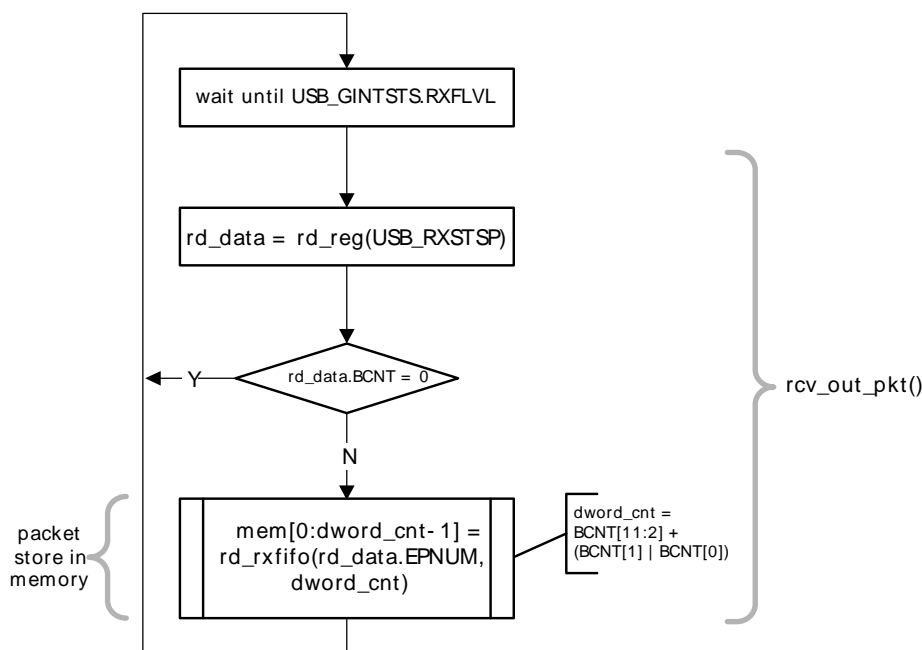 wait until USB_GINTSTS.RXFLVL
rd_data = rd_reg(USB_RXSTSP)
rd_data.BCNT = 0
Y
rcv_out_pkt()
N
packet
store in
memory
mem[0:dword_cnt-1] =
rd_rxfifo(rd_data.EPNUM,
dword_cnt)
dword_cnt =
BCNT[11:2] +
(BCNT[1] | BCNT[0])